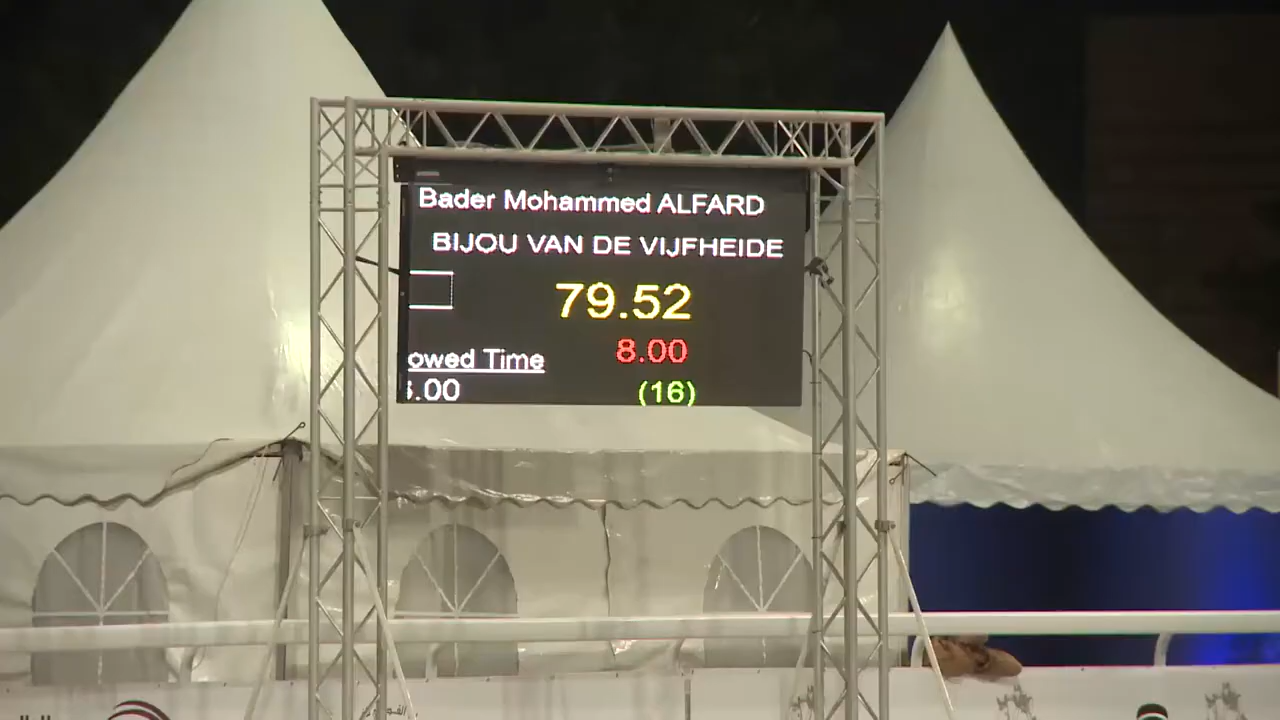 Bader Mohammed ALFARD
BIJOU VAN DE VIJFHEIDE
79.52
owed Time
8.00
.00
(16)